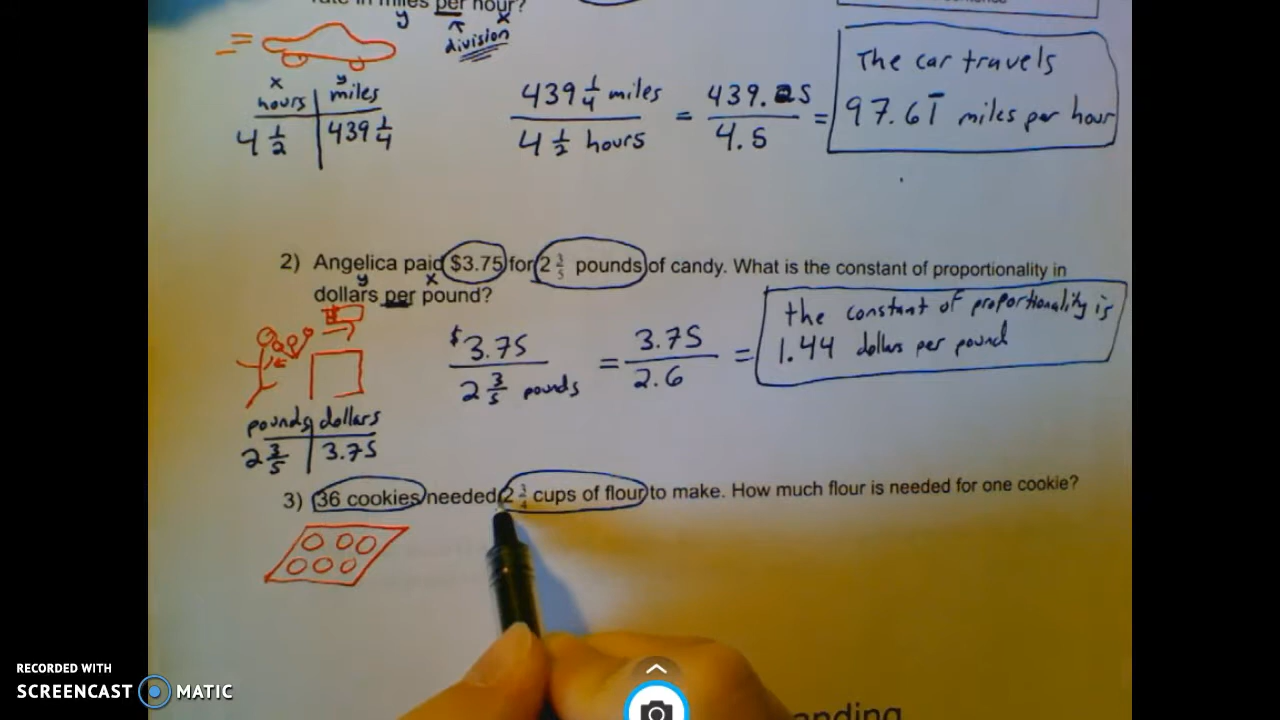 rate in miles per hour?
y x
division
x y
hours miles
4 1/2 439 1/4
439 1/4 miles / 4 1/2 hours = 439.25 / 4.5 =
The car travels
97.61̅ miles per hour
2) Angelica paid $3.75 for 2 3/5 pounds of candy. What is the constant of proportionality in
y x
dollars per pound?
$3.75 / 2 3/5 pounds = 3.75 / 2.6 =
the constant of proportionality is
1.44 dollars per pound
pounds dollars
2 3/5 3.75
3) 36 cookies needed 2 3/4 cups of flour to make. How much flour is needed for one cookie?
RECORDED WITH
SCREENCAST MATIC